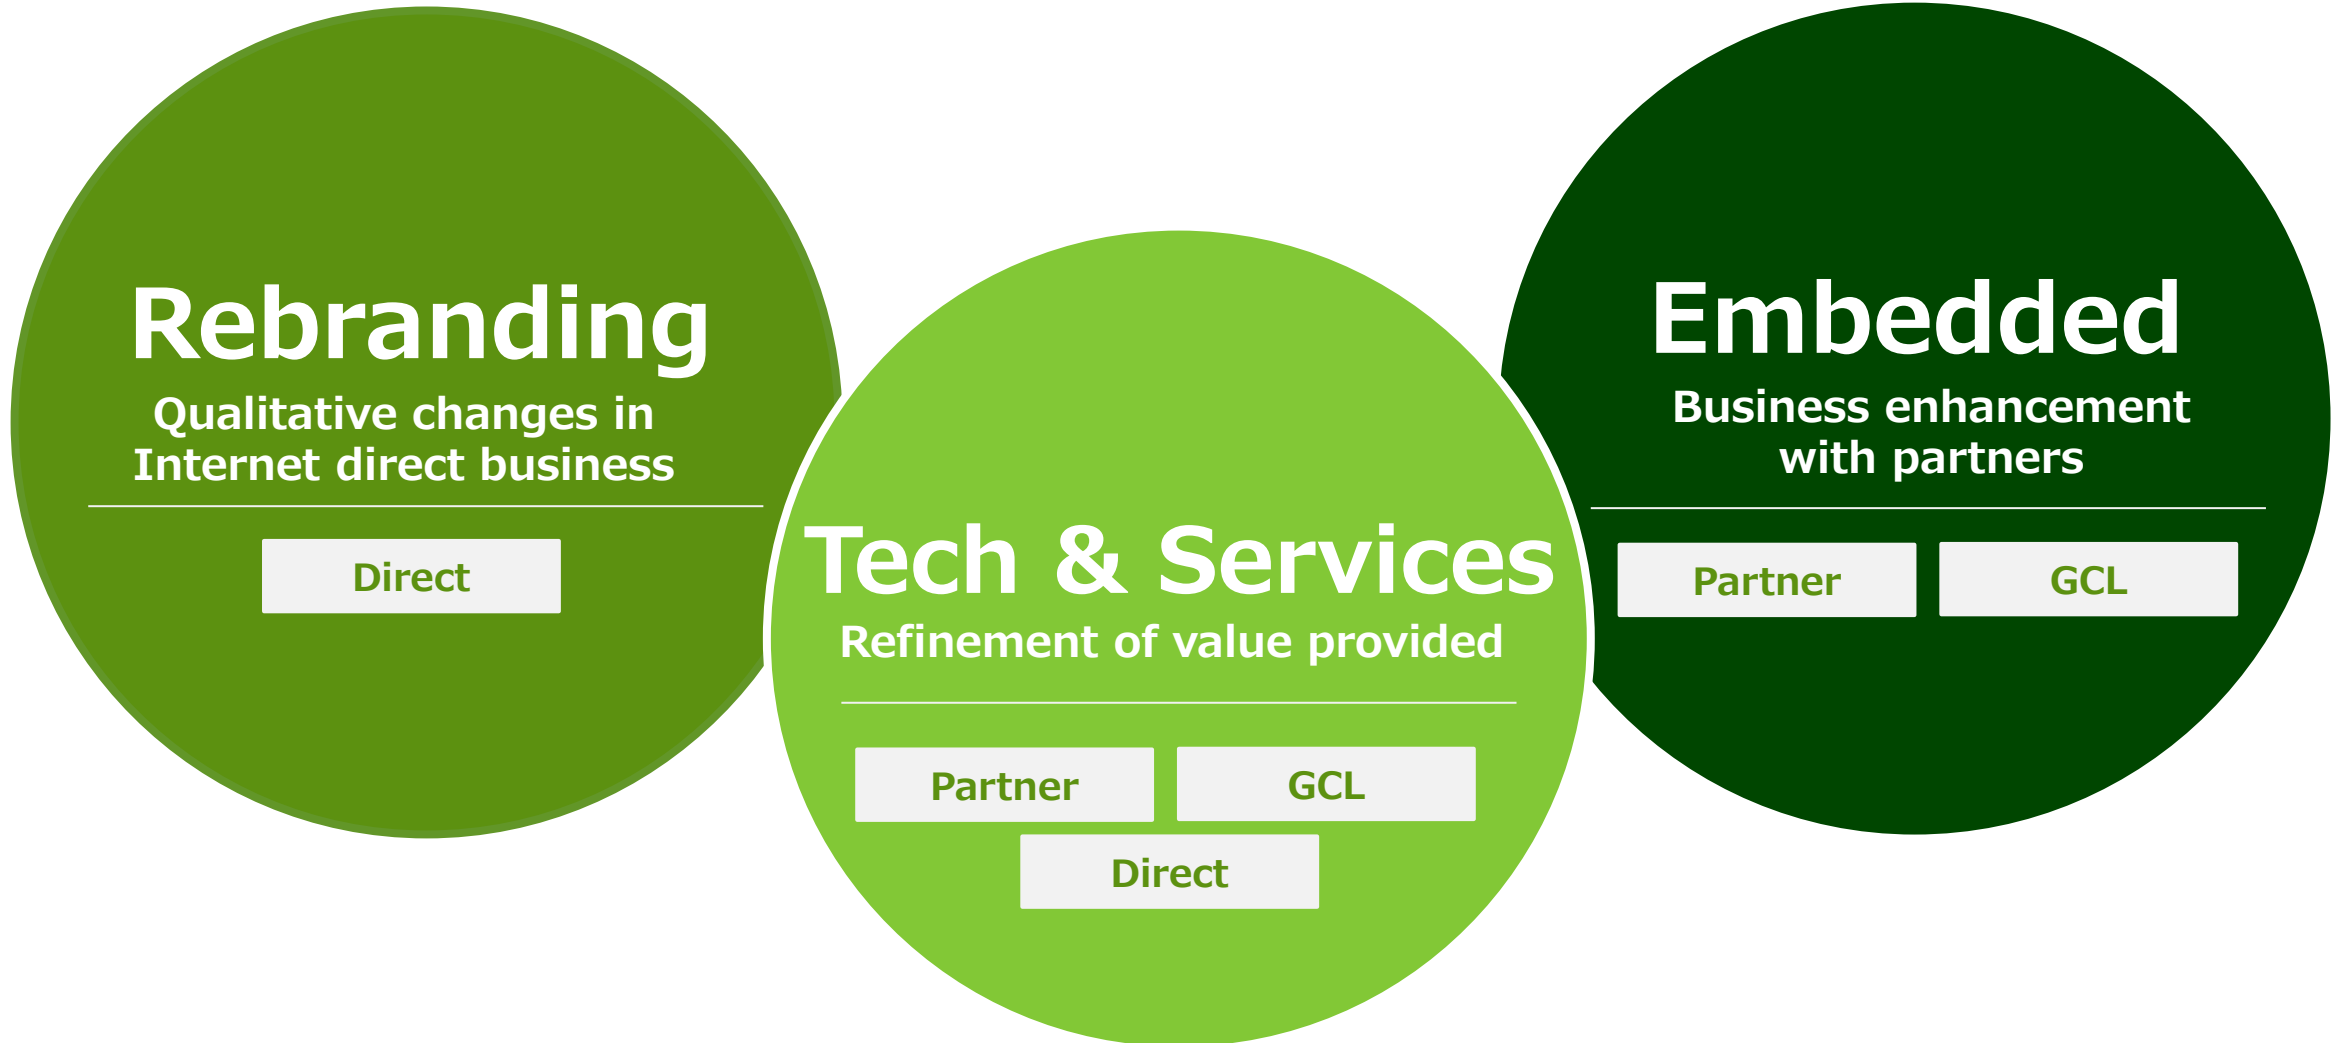 Rebranding
Qualitative changes in
Internet direct business
Direct
Tech & Services
Refinement of value provided
Partner
GCL
Direct
Embedded
Business enhancement
with partners
Partner
GCL